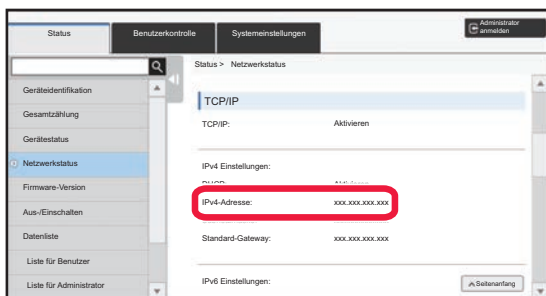 Status
Benutzerkontrolle
Systemeinstellungen
Administrator
anmelden
Status > Netzwerkstatus
Geräteidentifikation
Gesamtzählung
Gerätestatus
Netzwerkstatus
Firmware-Version
Aus-/Einschalten
Datenliste
Liste für Benutzer
Liste für Administrator
TCP/IP
TCP/IP: Aktivieren
IPv4 Einstellungen:
DHCP: Aktivieren
IPv4-Adresse: xxx.xxx.xxx.xxx
Standard-Gateway: xxx.xxx.xxx.xxx
IPv6 Einstellungen:
Seitenanfang